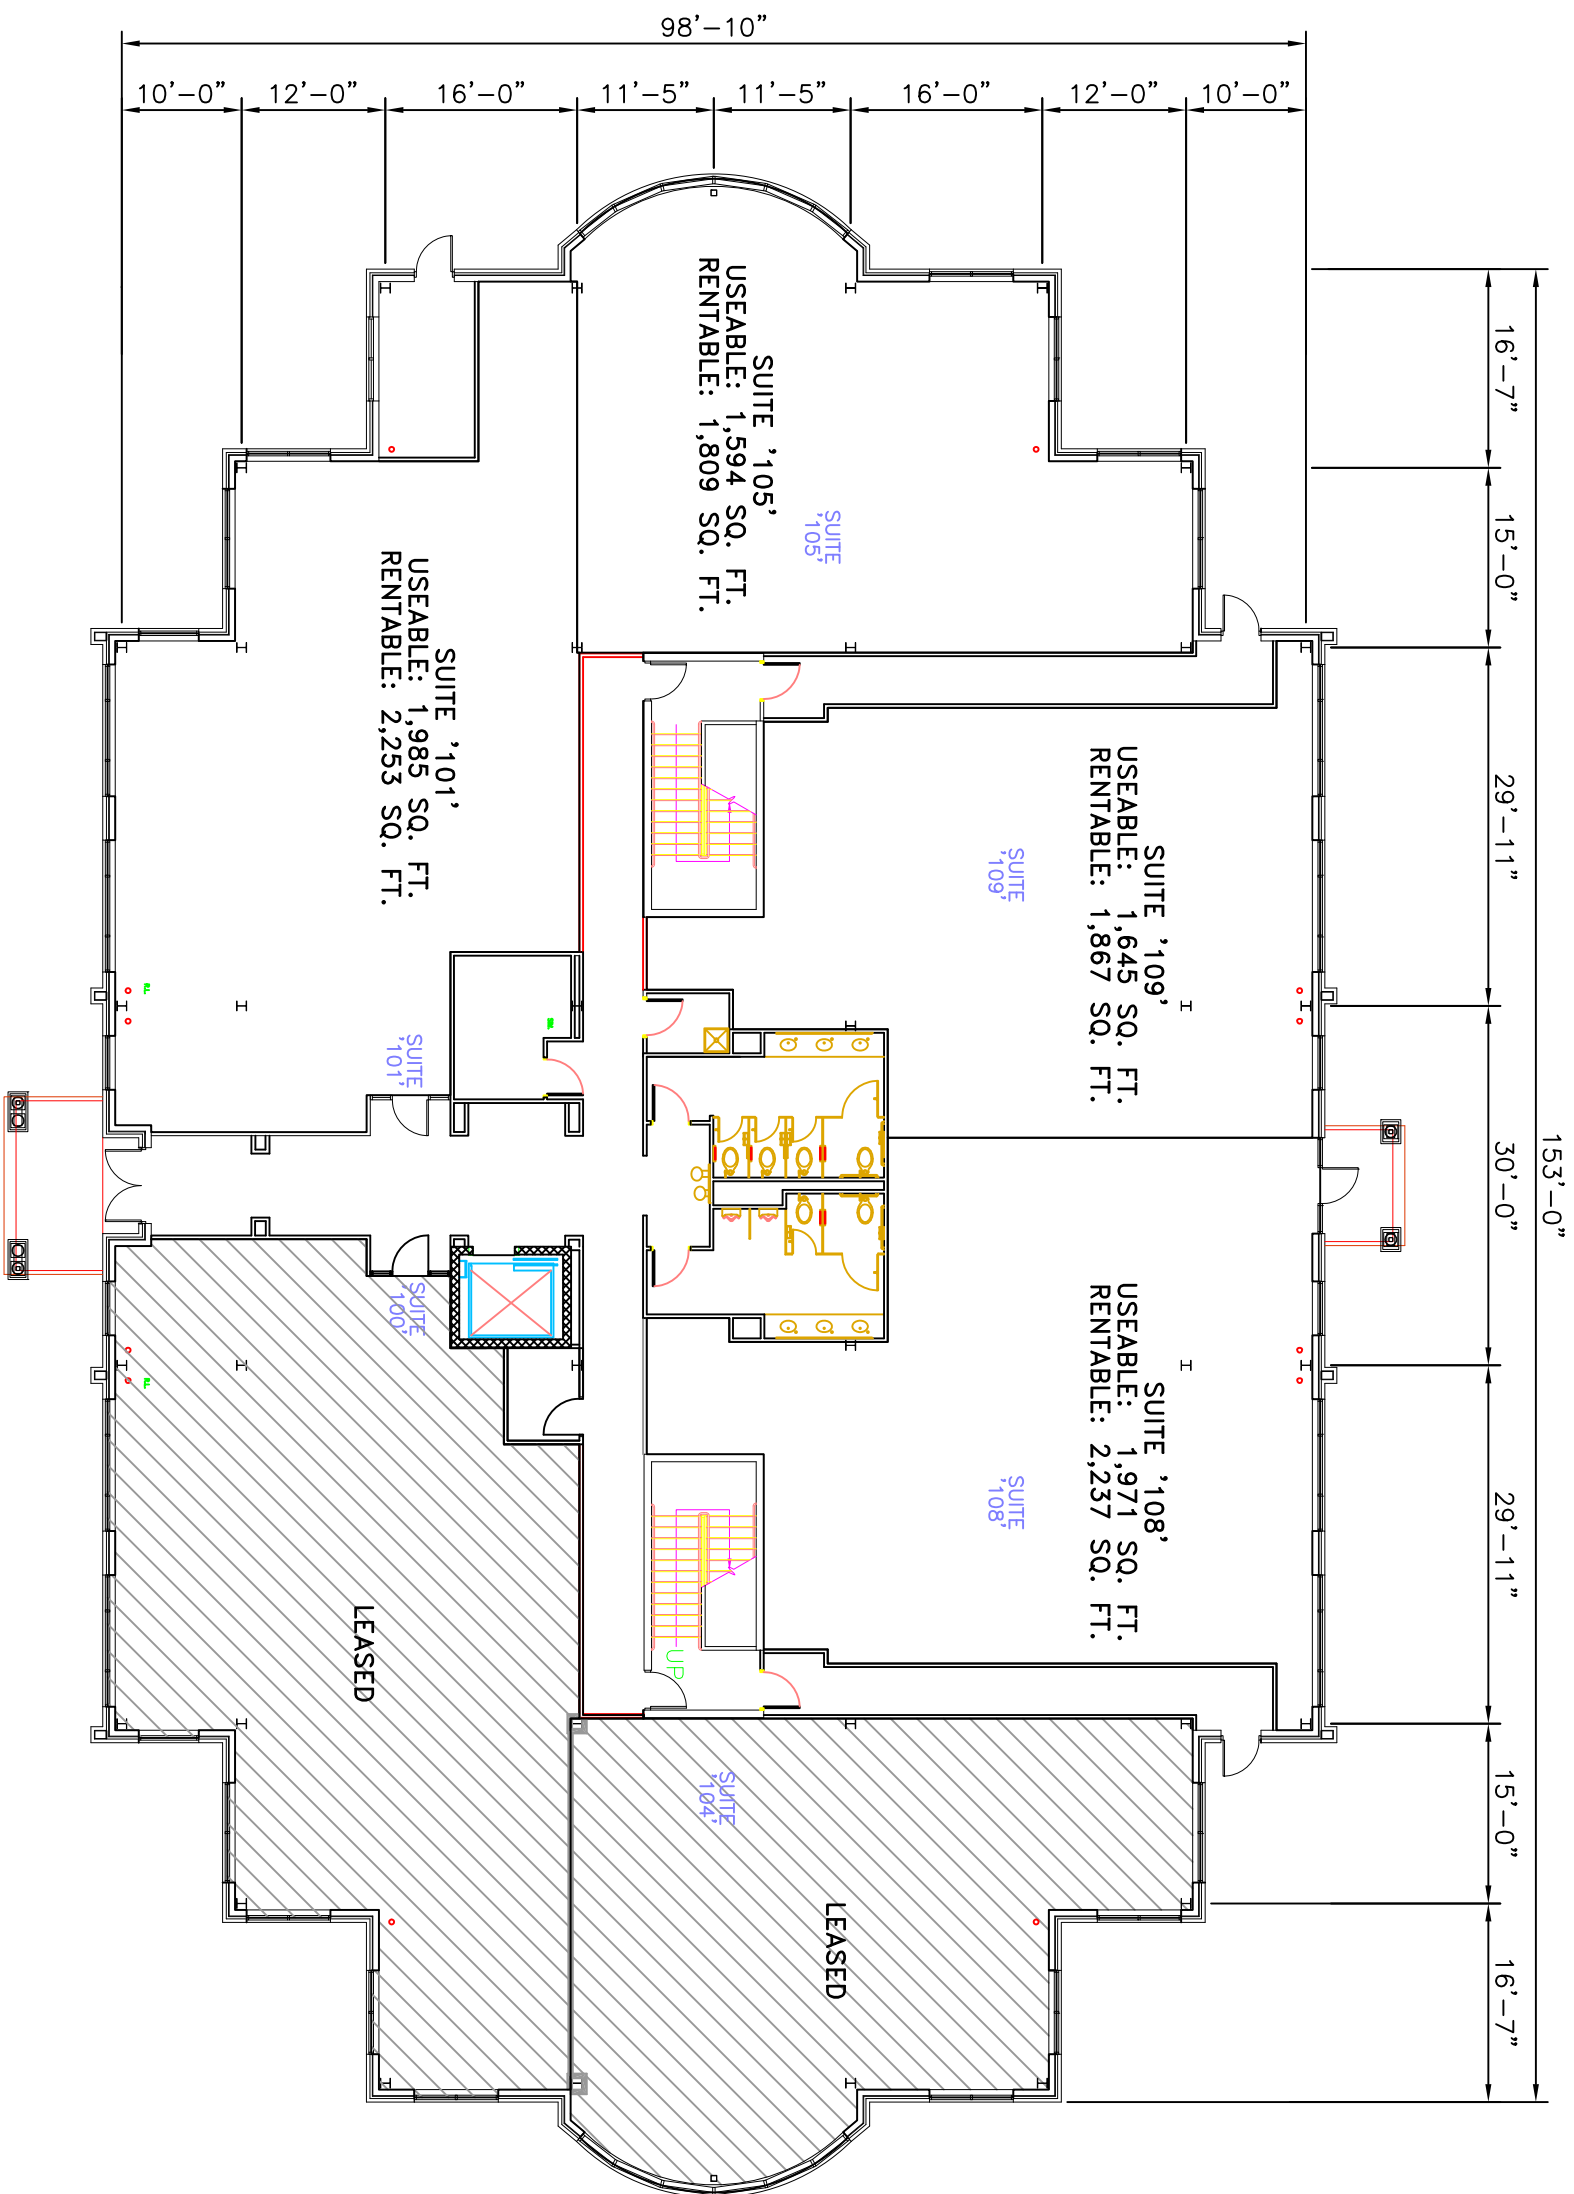 98'-10"
10'-0"
12'-0"
16'-0"
11'-5"
11'-5"
16'-0"
12'-0"
10'-0"
153'-0"
16'-7"
15'-0"
29'-11"
30'-0"
29'-11"
15'-0"
16'-7"
SUITE '105'
USEABLE: 1,594 SQ. FT.
RENTABLE: 1,809 SQ. FT.
SUITE
'105'
SUITE '109'
USEABLE: 1,645 SQ. FT.
RENTABLE: 1,867 SQ. FT.
SUITE
'109'
SUITE '101'
USEABLE: 1,985 SQ. FT.
RENTABLE: 2,253 SQ. FT.
SUITE
'101'
SUITE '108'
USEABLE: 1,971 SQ. FT.
RENTABLE: 2,237 SQ. FT.
SUITE
'108'
SUITE
'100'
LEASED
UP
SUITE
'104'
LEASED